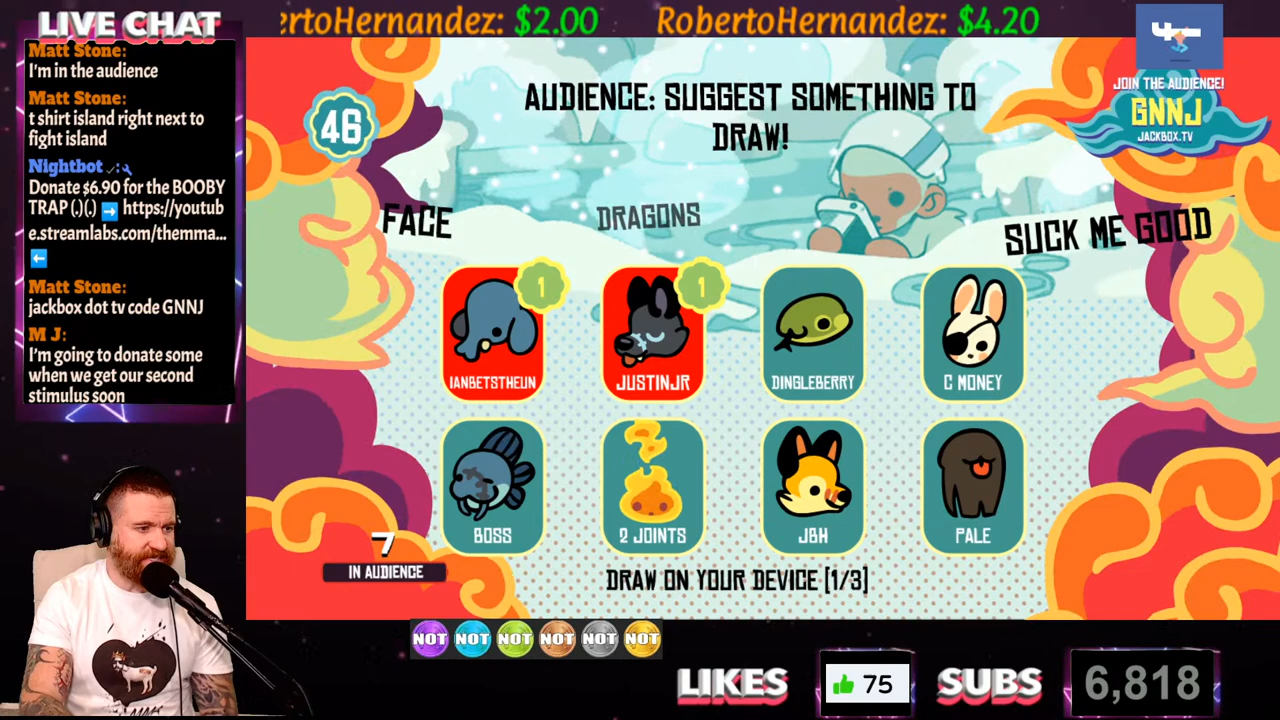 LIVE CHAT
Matt Stone:
I'm in the audience
Matt Stone:
t shirt island right next to
fight island
Nightbot
Donate $6.90 for the BOOBY
TRAP (.)(.) ➡ https://youtub
e.streamlabs.com/themma...
⬅
Matt Stone:
jackbox dot tv code GNNJ
M J:
I'm going to donate some
when we get our second
stimulus soon
ertoHernandez: $2.00 RobertoHernandez: $4.20
JOIN THE AUDIENCE!
GNNJ
JACKBOX.TV
46
AUDIENCE: SUGGEST SOMETHING TO
DRAW!
FACE
DRAGONS
SUCK ME GOOD
1
1
IANBETSTHEUN
JUSTINJR
DINGLEBERRY
C MONEY
BOSS
2 JOINTS
JBH
PALE
7
IN AUDIENCE
DRAW ON YOUR DEVICE [1/3]
NOT NOT NOT NOT NOT NOT
LIKES 75 SUBS 6,818